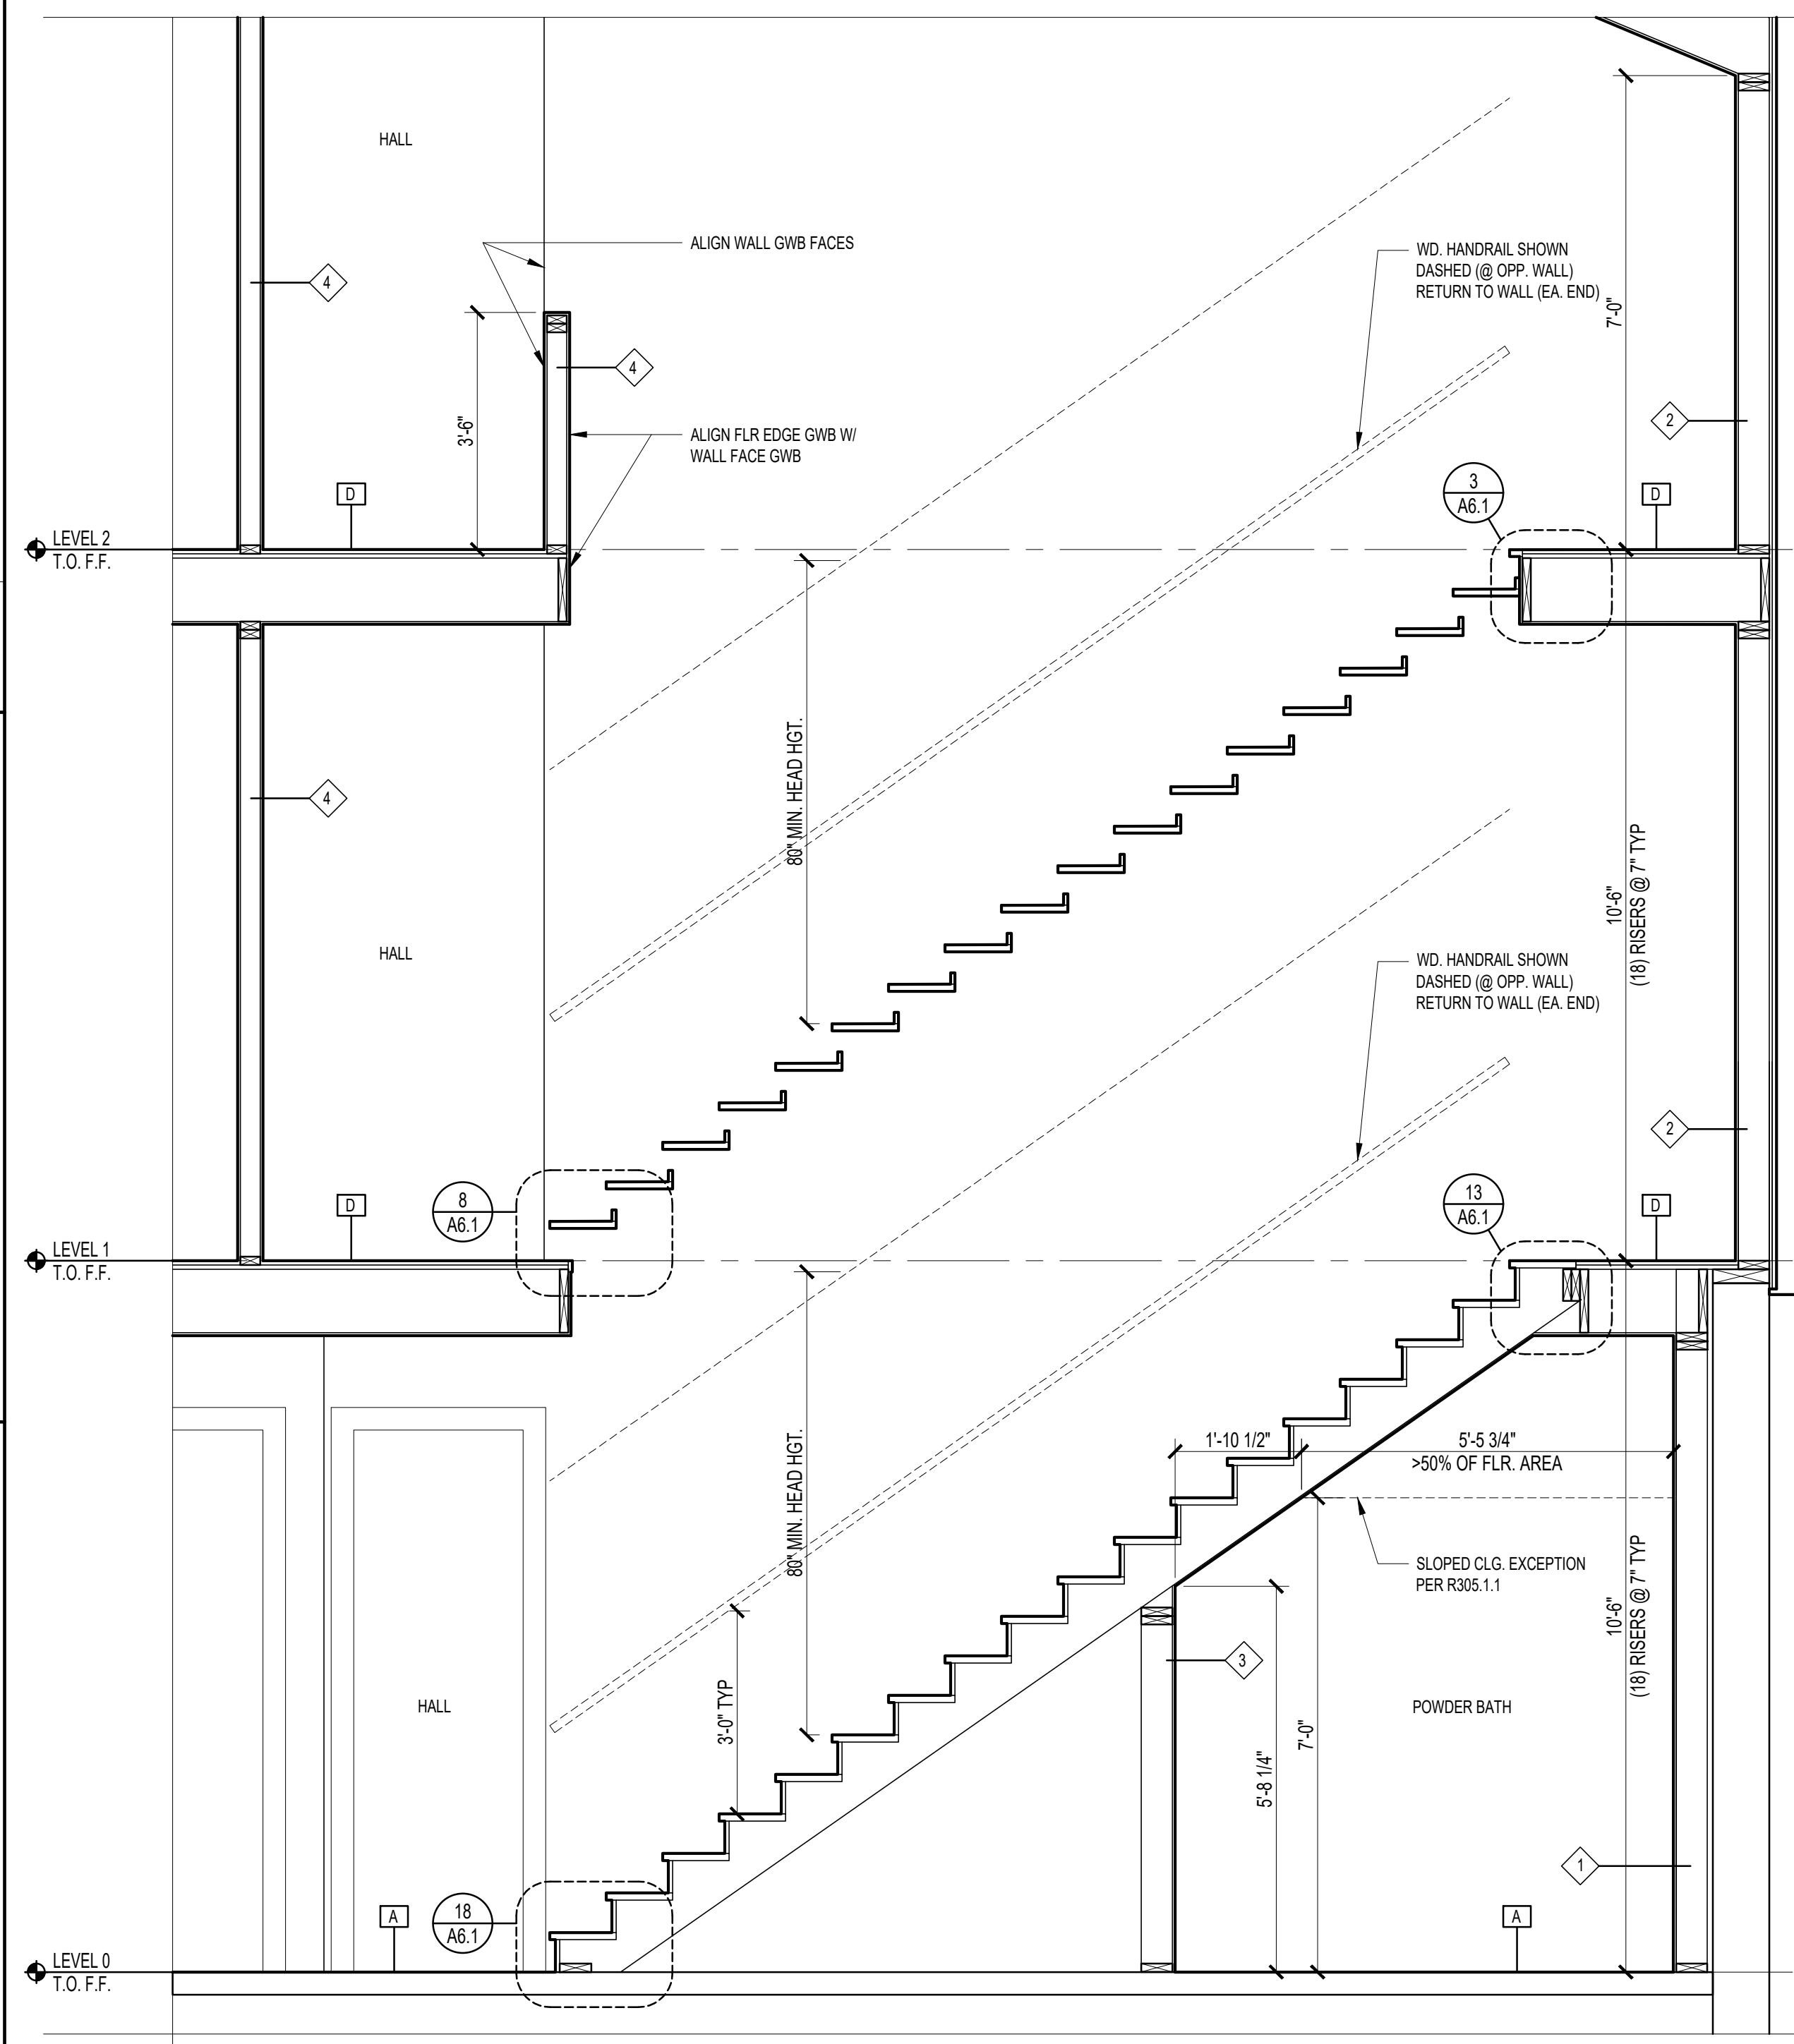 HALL
ALIGN WALL GWB FACES
WD. HANDRAIL SHOWN
DASHED (@ OPP. WALL)
RETURN TO WALL (EA. END)
4
7'-0"
4
3'-6"
2
ALIGN FLR EDGE GWB W/
WALL FACE GWB
3
A6.1
D
D
LEVEL 2
T.O. F.F.
80" MIN. HEAD HGT.
4
10'-6"
(18) RISERS @ 7" TYP
HALL
WD. HANDRAIL SHOWN
DASHED (@ OPP. WALL)
RETURN TO WALL (EA. END)
2
8
A6.1
13
A6.1
D
D
LEVEL 1
T.O. F.F.
1'-10 1/2"
5'-5 3/4"
>50% OF FLR. AREA
80" MIN. HEAD HGT.
SLOPED CLG. EXCEPTION
PER R305.1.1
10'-6"
(18) RISERS @ 7" TYP
3
3'-0" TYP
HALL
POWDER BATH
7'-0"
5'-8 1/4"
1
18
A6.1
A
A
LEVEL 0
T.O. F.F.